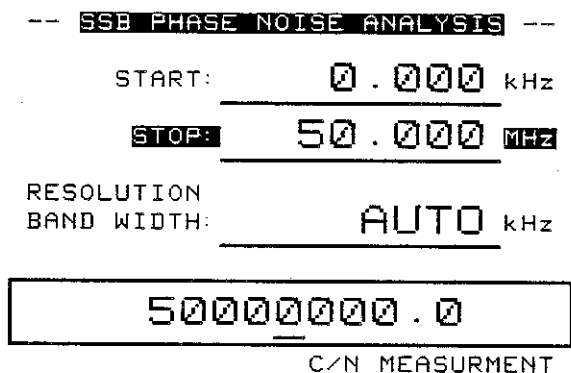 -- SSB PHASE NOISE ANALYSIS --
START: 0.000 kHz
STOP: 50.000 MHz
RESOLUTION
BAND WIDTH: AUTO kHz
50000000.0
C/N MEASURMENT